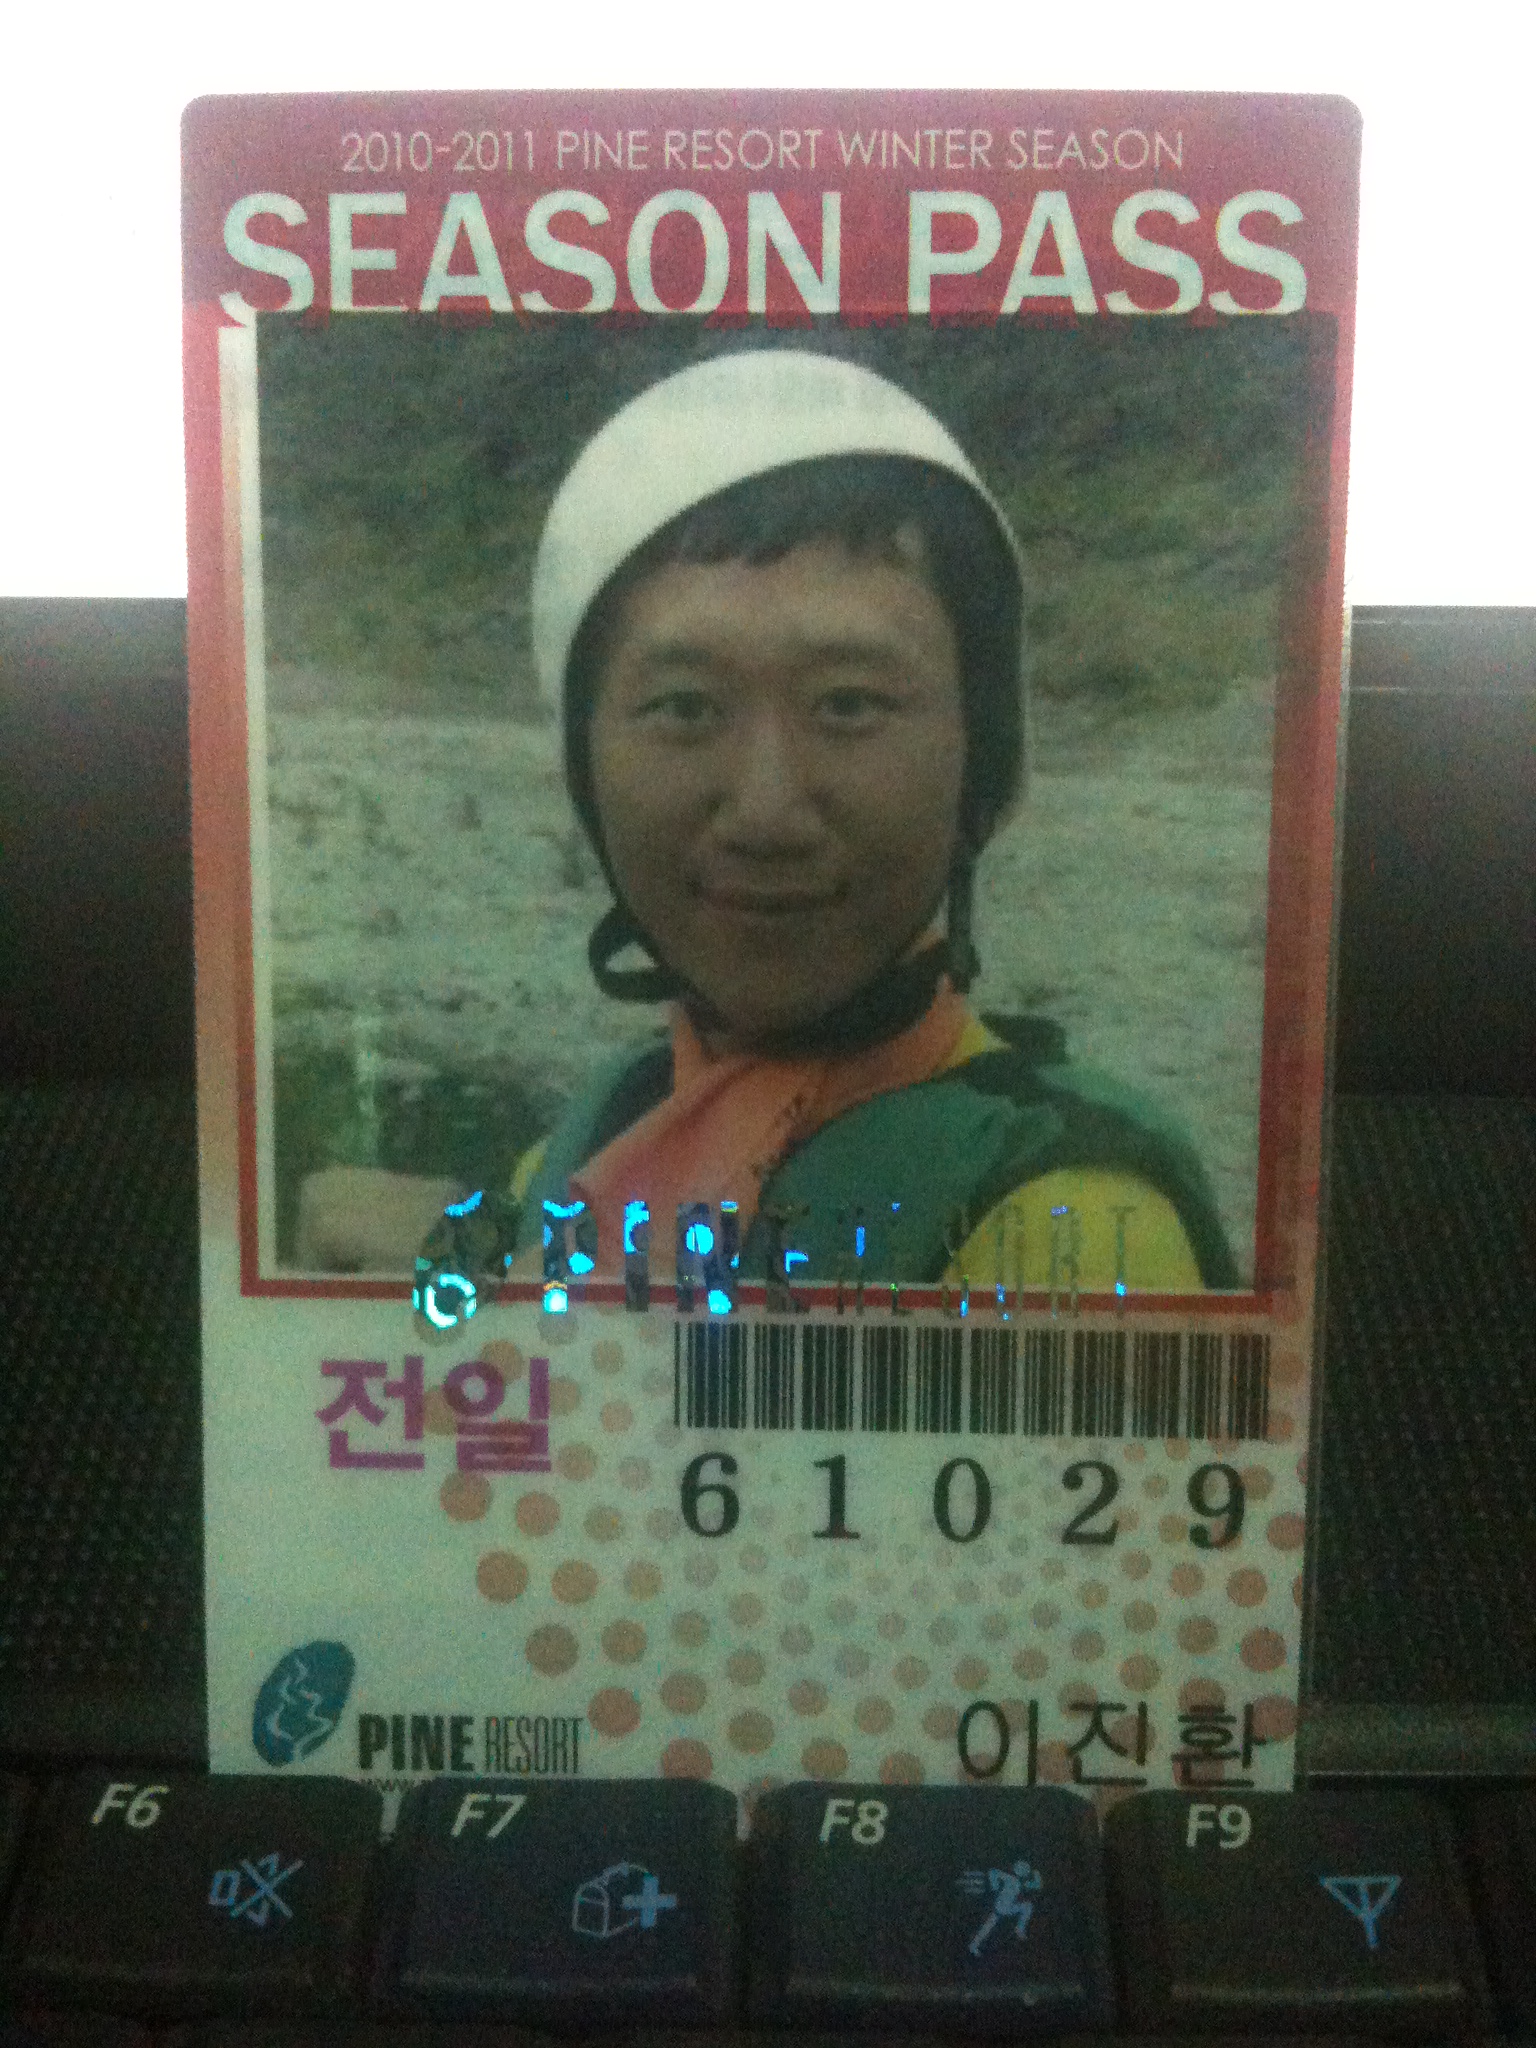 2010-2011 PINE RESORT WINTER SEASON
SEASON PASS
PINE RESORT
전일
61029
PINE RESORT
이진환
F6
F7
F8
F9